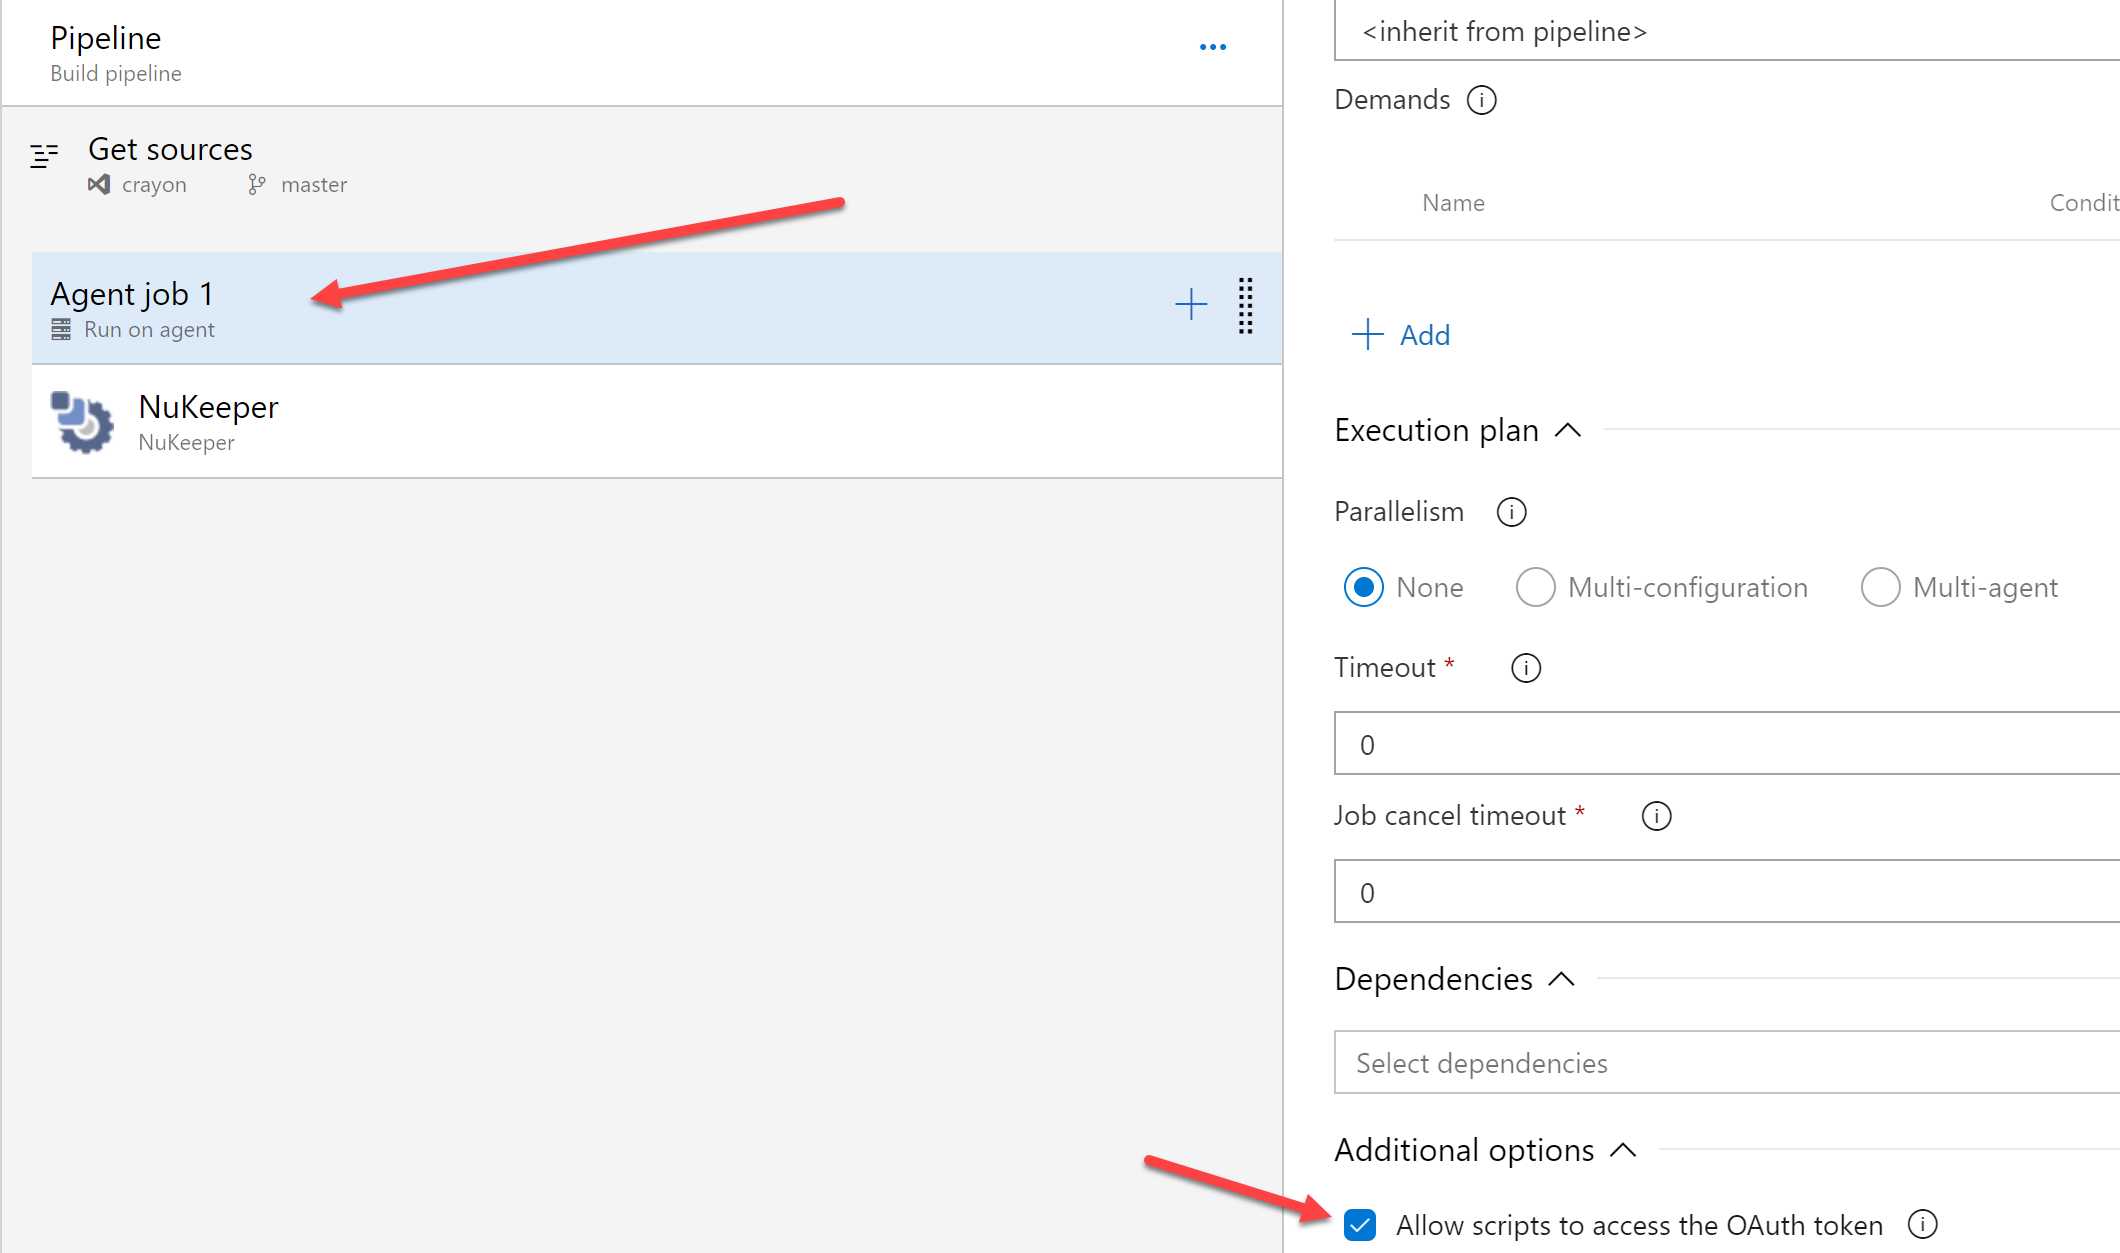 Pipeline
Build pipeline
Get sources
crayon master
Agent job 1
Run on agent
NuKeeper
NuKeeper
<inherit from pipeline>
Demands
Name Condit
Add
Execution plan
Parallelism
None Multi-configuration Multi-agent
Timeout *
0
Job cancel timeout *
0
Dependencies
Select dependencies
Additional options
Allow scripts to access the OAuth token